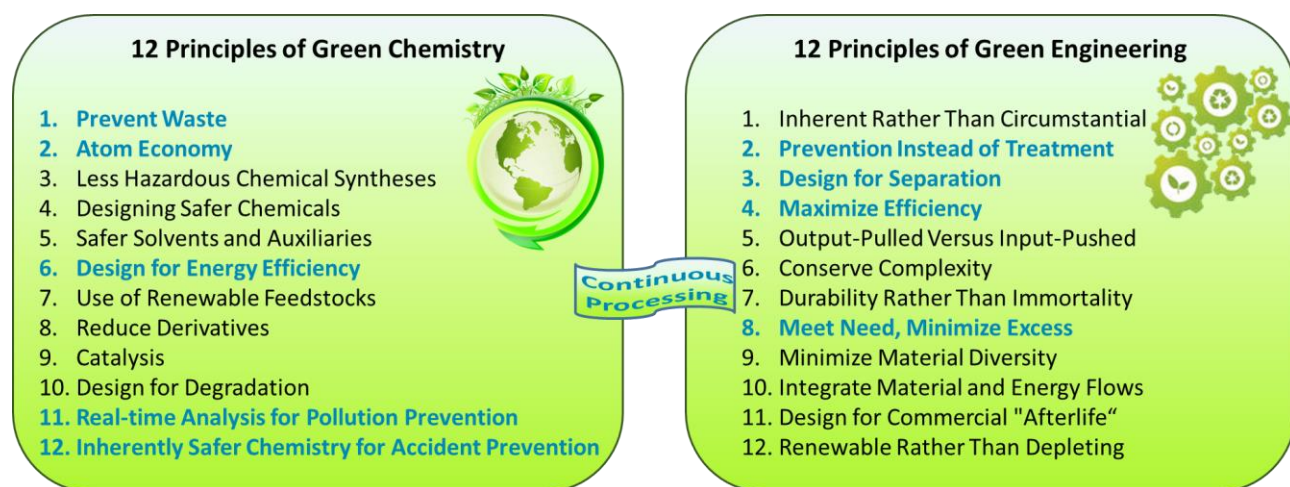 12 Principles of Green Chemistry
1. Prevent Waste
2. Atom Economy
3. Less Hazardous Chemical Syntheses
4. Designing Safer Chemicals
5. Safer Solvents and Auxiliaries
6. Design for Energy Efficiency
7. Use of Renewable Feedstocks
8. Reduce Derivatives
9. Catalysis
10. Design for Degradation
11. Real-time Analysis for Pollution Prevention
12. Inherently Safer Chemistry for Accident Prevention
Continuous
Processing
12 Principles of Green Engineering
1. Inherent Rather Than Circumstantial
2. Prevention Instead of Treatment
3. Design for Separation
4. Maximize Efficiency
5. Output-Pulled Versus Input-Pushed
6. Conserve Complexity
7. Durability Rather Than Immortality
8. Meet Need, Minimize Excess
9. Minimize Material Diversity
10. Integrate Material and Energy Flows
11. Design for Commercial "Afterlife“
12. Renewable Rather Than Depleting